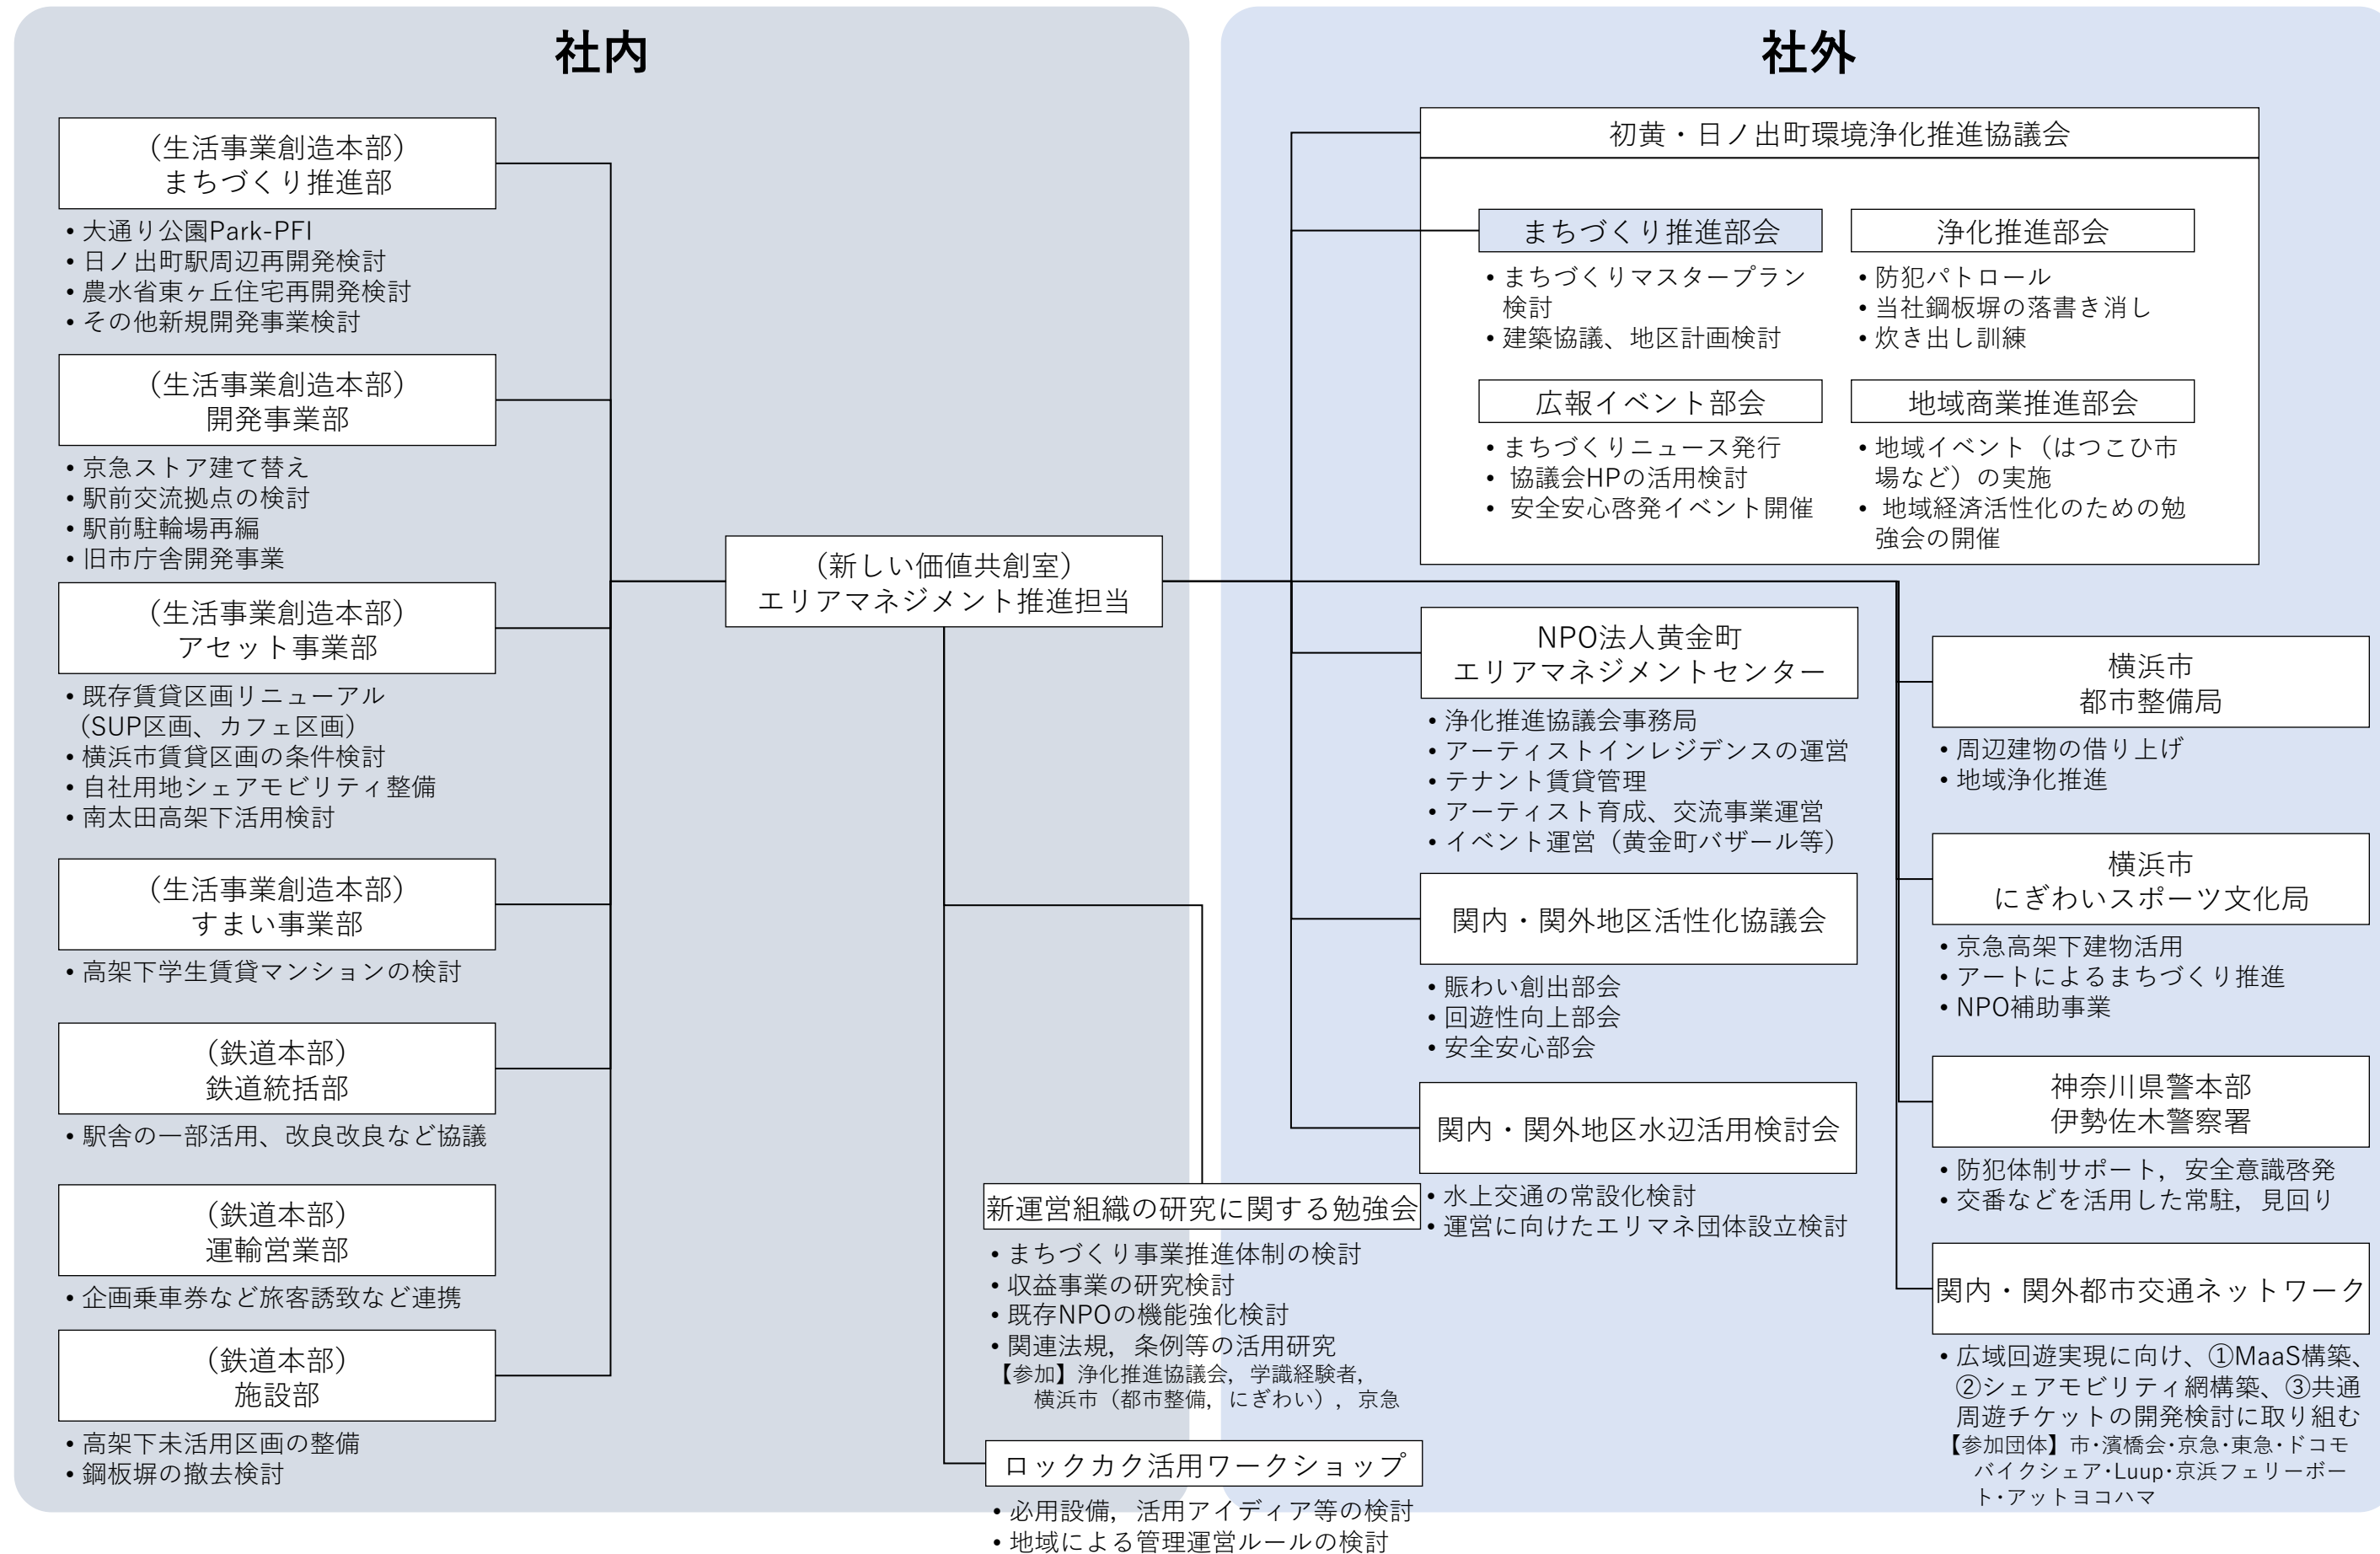 社内
（生活事業創造本部）
まちづくり推進部
• 大通り公園Park-PFI
• 日ノ出町駅周辺再開発検討
• 農水省東ヶ丘住宅再開発検討
• その他新規開発事業検討
（生活事業創造本部）
開発事業部
• 京急ストア建て替え
• 駅前交流拠点の検討
• 駅前駐輪場再編
• 旧市庁舎開発事業
（生活事業創造本部）
アセット事業部
• 既存賃貸区画リニューアル
（SUP区画、カフェ区画）
• 横浜市賃貸区画の条件検討
• 自社用地シェアモビリティ整備
• 南太田高架下活用検討
（生活事業創造本部）
すまい事業部
• 高架下学生賃貸マンションの検討
（鉄道本部）
鉄道統括部
• 駅舎の一部活用、改良改良など協議
（鉄道本部）
運輸営業部
• 企画乗車券など旅客誘致など連携
（鉄道本部）
施設部
• 高架下未活用区画の整備
• 鋼板塀の撤去検討
（新しい価値共創室）
エリアマネジメント推進担当
新運営組織の研究に関する勉強会
• まちづくり事業推進体制の検討
• 収益事業の研究検討
• 既存NPOの機能強化検討
• 関連法規，条例等の活用研究
【参加】浄化推進協議会，学識経験者，
横浜市（都市整備，にぎわい），京急
ロックカク活用ワークショップ
• 必用設備，活用アイディア等の検討
• 地域による管理運営ルールの検討
社外
初黄・日ノ出町環境浄化推進協議会
まちづくり推進部会
• まちづくりマスタープラン
検討
• 建築協議、地区計画検討
浄化推進部会
• 防犯パトロール
• 当社鋼板塀の落書き消し
• 炊き出し訓練
広報イベント部会
• まちづくりニュース発行
• 協議会HPの活用検討
• 安全安心啓発イベント開催
地域商業推進部会
• 地域イベント（はつこひ市
場など）の実施
• 地域経済活性化のための勉
強会の開催
NPO法人黄金町
エリアマネジメントセンター
• 浄化推進協議会事務局
• アーティストインレジデンスの運営
• テナント賃貸管理
• アーティスト育成、交流事業運営
• イベント運営（黄金町バザール等）
関内・関外地区活性化協議会
• 賑わい創出部会
• 回遊性向上部会
• 安全安心部会
関内・関外地区水辺活用検討会
• 水上交通の常設化検討
• 運営に向けたエリマネ団体設立検討
横浜市
都市整備局
• 周辺建物の借り上げ
• 地域浄化推進
横浜市
にぎわいスポーツ文化局
• 京急高架下建物活用
• アートによるまちづくり推進
• NPO補助事業
神奈川県警本部
伊勢佐木警察署
• 防犯体制サポート，安全意識啓発
• 交番などを活用した常駐，見回り
関内・関外都市交通ネットワーク
• 広域回遊実現に向け、①MaaS構築、
②シェアモビリティ網構築、③共通
周遊チケットの開発検討に取り組む
【参加団体】市･濱橋会･京急･東急･ドコモ
バイクシェア･Luup･京浜フェリーボー
ト･アットヨコハマ